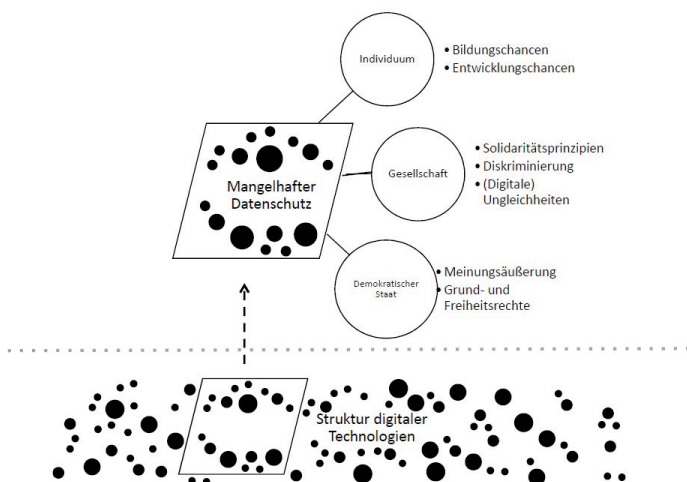 Individuum
• Bildungschancen
• Entwicklungschancen
Mangelhafter
Datenschutz
Gesellschaft
• Solidaritätsprinzipien
• Diskriminierung
• (Digitale)
Ungleichheiten
Demokratischer
Staat
• Meinungsäußerung
• Grund- und
Freiheitsrechte
Struktur digitaler
Technologien